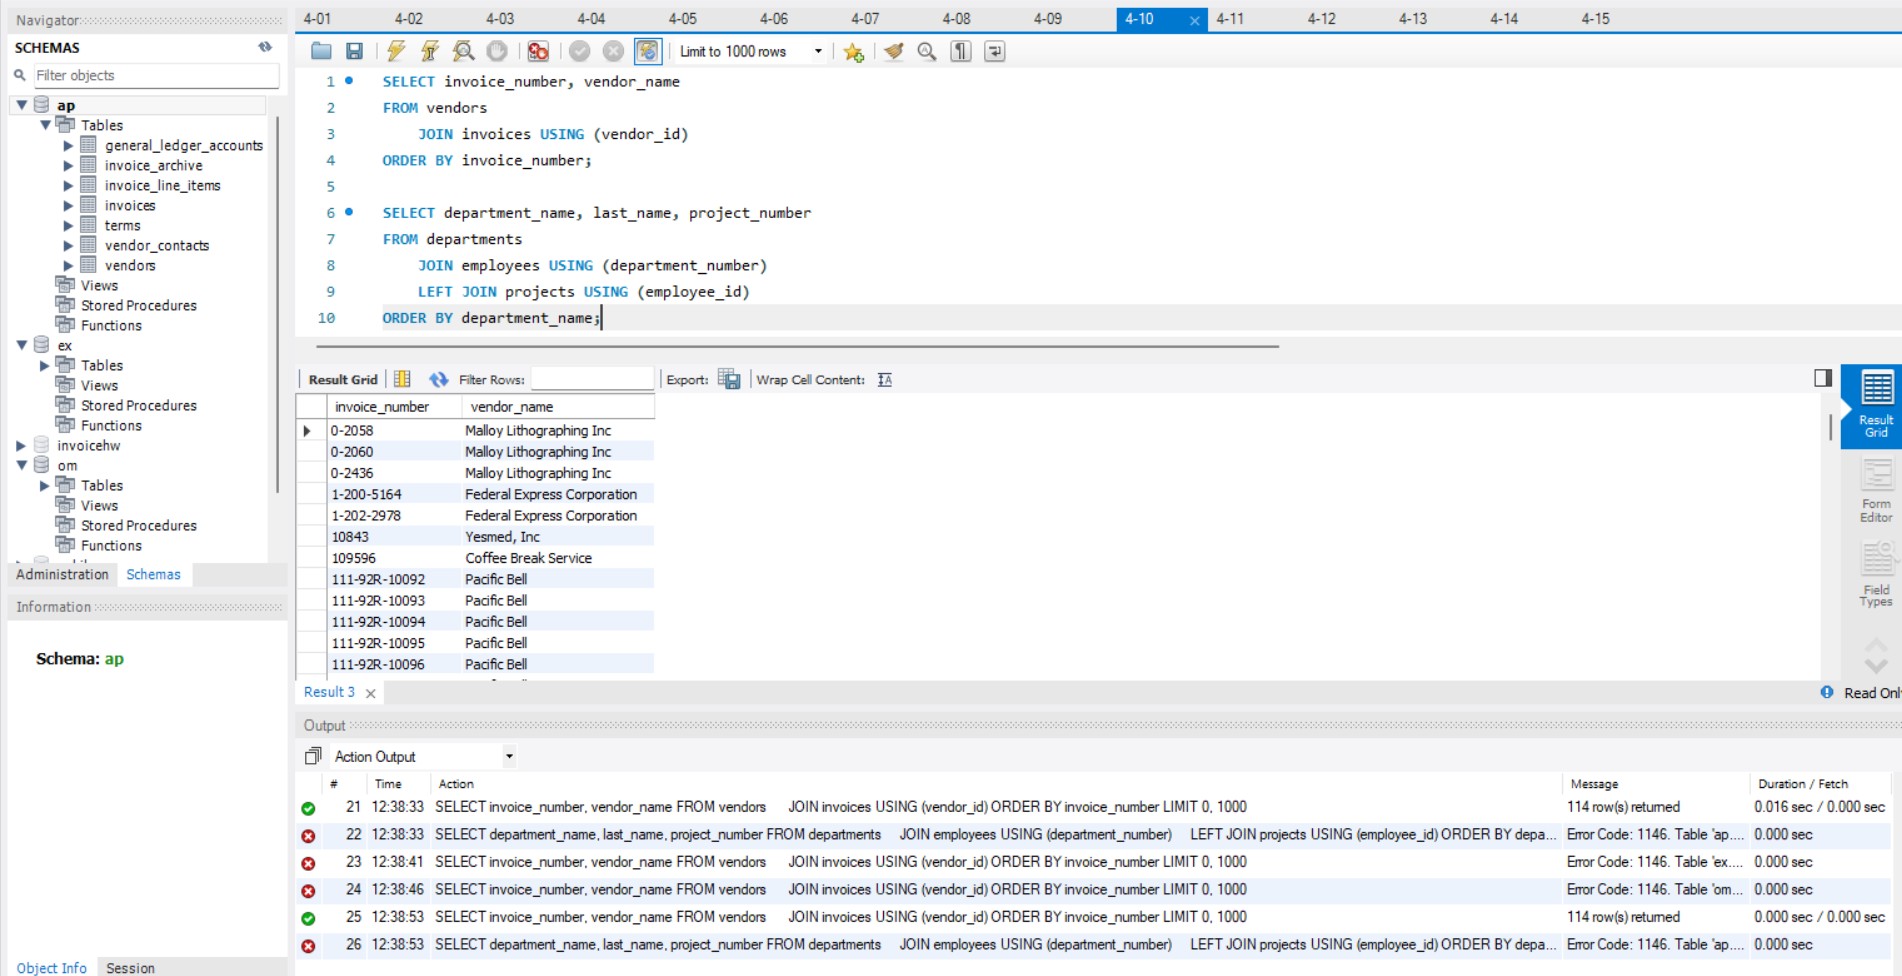 Navigator
SCHEMAS
Filter objects
ap
Tables
general_ledger_accounts
invoice_archive
invoice_line_items
invoices
terms
vendor_contacts
vendors
Views
Stored Procedures
Functions
ex
Tables
Views
Stored Procedures
Functions
invoicehw
om
Tables
Views
Stored Procedures
Functions
Administration Schemas
Information
Schema: ap
Object Info Session
4-01 4-02 4-03 4-04 4-05 4-06 4-07 4-08 4-09 4-10 4-11 4-12 4-13 4-14 4-15
Limit to 1000 rows
1 SELECT invoice_number, vendor_name
2 FROM vendors
3 JOIN invoices USING (vendor_id)
4 ORDER BY invoice_number;
5
6 SELECT department_name, last_name, project_number
7 FROM departments
8 JOIN employees USING (department_number)
9 LEFT JOIN projects USING (employee_id)
10 ORDER BY department_name;
Result Grid Filter Rows: Export: Wrap Cell Content:
invoice_number vendor_name
0-2058 Malloy Lithographing Inc
0-2060 Malloy Lithographing Inc
0-2436 Malloy Lithographing Inc
1-200-5164 Federal Express Corporation
1-202-2978 Federal Express Corporation
10843 Yesmed, Inc
109596 Coffee Break Service
111-92R-10092 Pacific Bell
111-92R-10093 Pacific Bell
111-92R-10094 Pacific Bell
111-92R-10095 Pacific Bell
111-92R-10096 Pacific Bell
Result
Grid
Form
Editor
Field
Types
Result 3
Read Onl
Output
Action Output
# Time Action Message Duration / Fetch
21 12:38:33 SELECT invoice_number, vendor_name FROM vendors JOIN invoices USING (vendor_id) ORDER BY invoice_number LIMIT 0, 1000 114 row(s) returned 0.016 sec / 0.000 sec
22 12:38:33 SELECT department_name, last_name, project_number FROM departments JOIN employees USING (department_number) LEFT JOIN projects USING (employee_id) ORDER BY depa... Error Code: 1146. Table 'ap.... 0.000 sec
23 12:38:41 SELECT invoice_number, vendor_name FROM vendors JOIN invoices USING (vendor_id) ORDER BY invoice_number LIMIT 0, 1000 Error Code: 1146. Table 'ex.... 0.000 sec
24 12:38:46 SELECT invoice_number, vendor_name FROM vendors JOIN invoices USING (vendor_id) ORDER BY invoice_number LIMIT 0, 1000 Error Code: 1146. Table 'om... 0.000 sec
25 12:38:53 SELECT invoice_number, vendor_name FROM vendors JOIN invoices USING (vendor_id) ORDER BY invoice_number LIMIT 0, 1000 114 row(s) returned 0.000 sec / 0.000 sec
26 12:38:53 SELECT department_name, last_name, project_number FROM departments JOIN employees USING (department_number) LEFT JOIN projects USING (employee_id) ORDER BY depa... Error Code: 1146. Table 'ap.... 0.000 sec